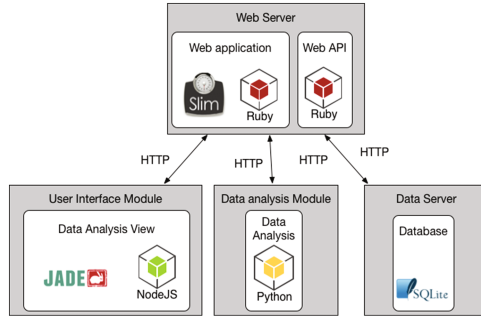 Web Server
Web application
Web API
Slim
Ruby
Ruby
HTTP
HTTP
HTTP
HTTP
User Interface Module
Data analysis Module
Data Server
Data Analysis View
Data
Analysis
Database
JADE
NodeJS
Python
SQLite